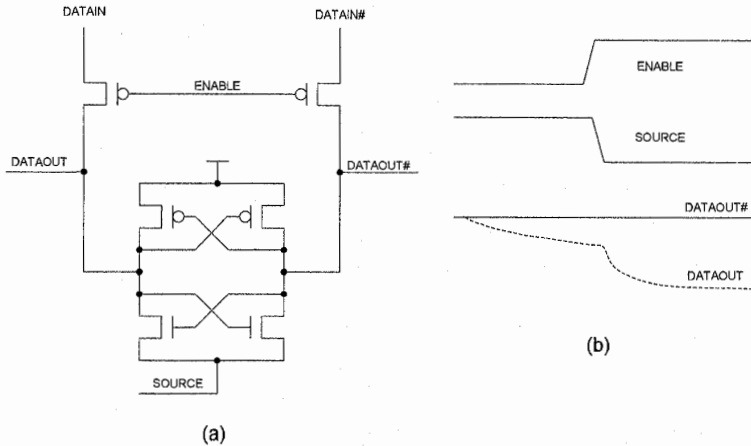 DATAIN
DATAIN#
ENABLE
DATAOUT
DATAOUT#
SOURCE
(a)
ENABLE
SOURCE
DATAOUT#
DATAOUT
(b)